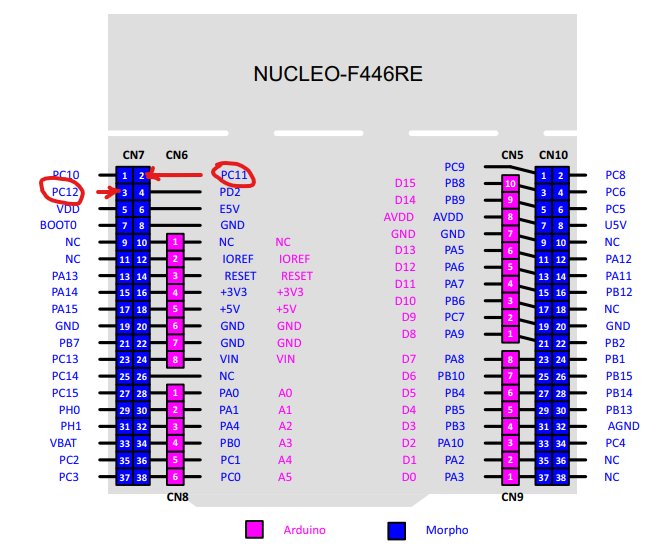 NUCLEO-F446RE
CN7 CN6 CN5 CN10
PC9
PC10 1 2 PC11 1 2 PC8
D15 PB8 10
PC12 3 4 PD2 3 4 PC6
D14 PB9 9
VDD 5 6 E5V 5 6 PC5
AVDD AVDD 8
BOOT0 7 8 GND 7 8 U5V
GND GND 7
NC 9 10 1 NC NC 9 10 NC
D13 PA5 6
NC 11 12 2 IOREF IOREF 11 12 PA12
D12 PA6 5
PA13 13 14 3 RESET RESET 13 14 PA11
D11 PA7 4
PA14 15 16 4 +3V3 +3V3 15 16 PB12
D10 PB6 3
PA15 17 18 5 +5V +5V 17 18 NC
D9 PC7 2
GND 19 20 6 GND GND 19 20 GND
D8 PA9 1
PB7 21 22 7 GND GND 21 22 PB2
PC13 23 24 8 VIN VIN D7 PA8 8 23 24 PB1
PC14 25 26 NC D6 PB10 7 25 26 PB15
PC15 27 28 1 PA0 A0 D5 PB4 6 27 28 PB14
PH0 29 30 2 PA1 A1 D4 PB5 5 29 30 PB13
PH1 31 32 3 PA4 A2 D3 PB3 4 31 32 AGND
VBAT 33 34 4 PB0 A3 D2 PA10 3 33 34 PC4
PC2 35 36 5 PC1 A4 D1 PA2 2 35 36 NC
PC3 37 38 6 PC0 A5 D0 PA3 1 37 38 NC
CN8 CN9
Arduino Morpho